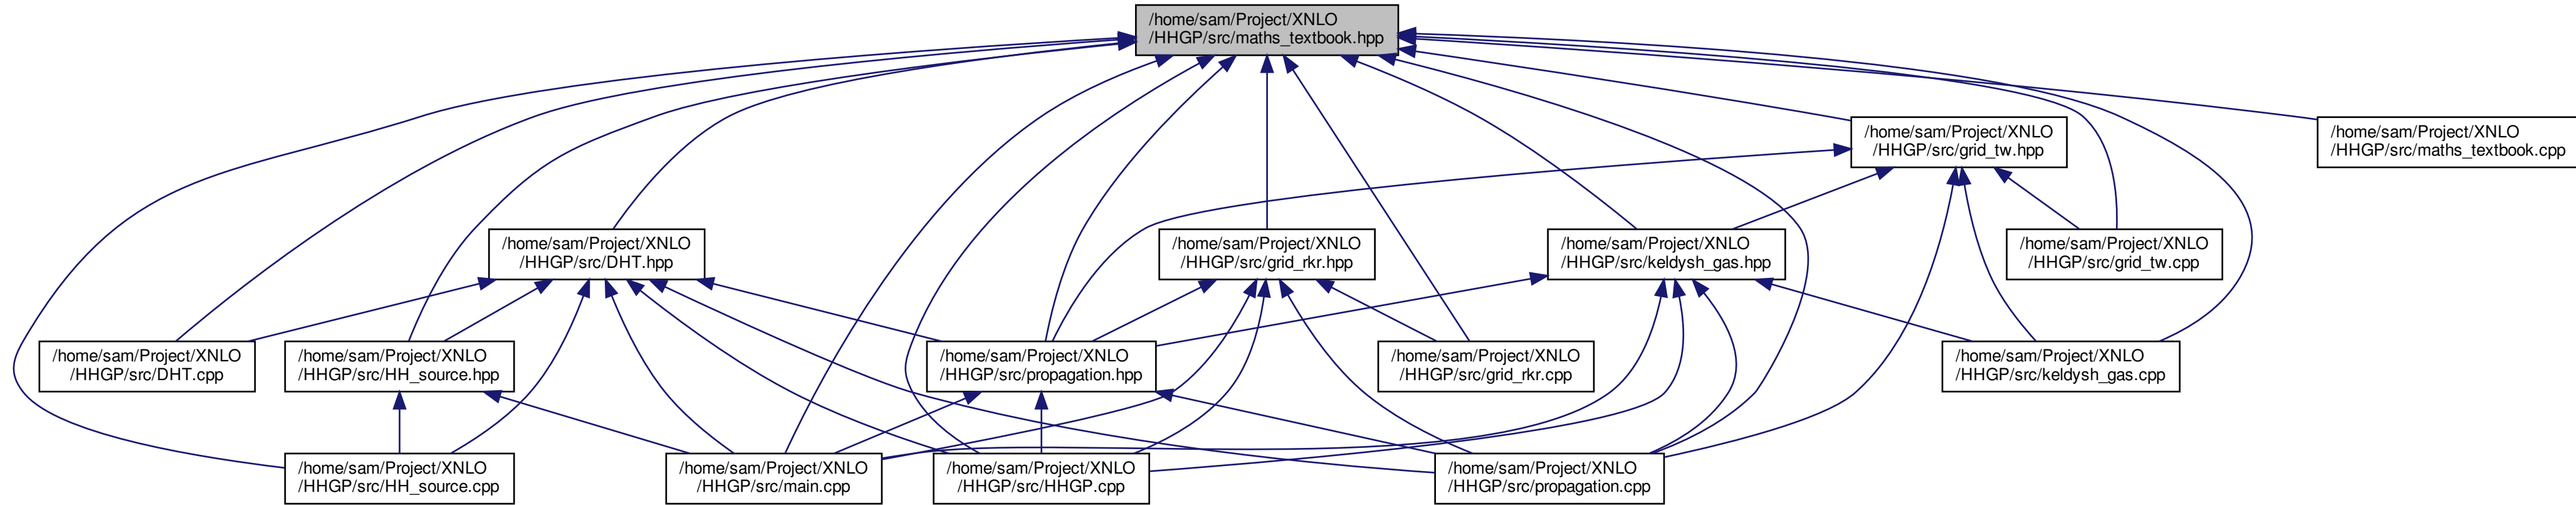 /home/sam/Project/XNLO
/HHGP/src/maths_textbook.hpp
/home/sam/Project/XNLO
/HHGP/src/grid_tw.hpp
/home/sam/Project/XNLO
/HHGP/src/maths_textbook.cpp
/home/sam/Project/XNLO
/HHGP/src/DHT.hpp
/home/sam/Project/XNLO
/HHGP/src/grid_rkr.hpp
/home/sam/Project/XNLO
/HHGP/src/keldysh_gas.hpp
/home/sam/Project/XNLO
/HHGP/src/grid_tw.cpp
/home/sam/Project/XNLO
/HHGP/src/DHT.cpp
/home/sam/Project/XNLO
/HHGP/src/HH_source.hpp
/home/sam/Project/XNLO
/HHGP/src/propagation.hpp
/home/sam/Project/XNLO
/HHGP/src/grid_rkr.cpp
/home/sam/Project/XNLO
/HHGP/src/keldysh_gas.cpp
/home/sam/Project/XNLO
/HHGP/src/HH_source.cpp
/home/sam/Project/XNLO
/HHGP/src/main.cpp
/home/sam/Project/XNLO
/HHGP/src/HHGP.cpp
/home/sam/Project/XNLO
/HHGP/src/propagation.cpp